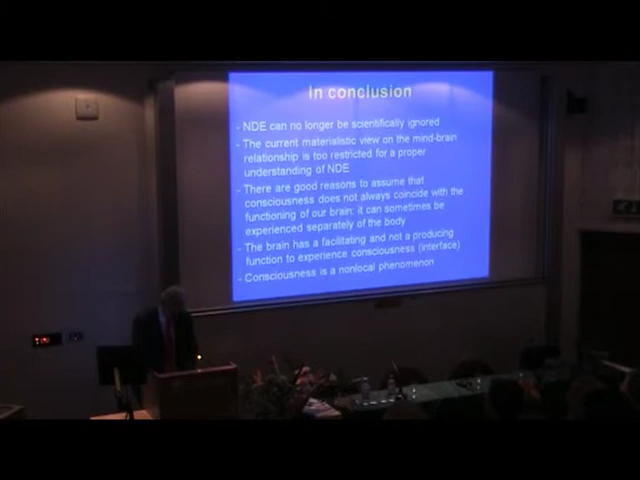 In conclusion
- NDE can no longer be scientifically ignored
- The current materialistic view on the mind-brain
relationship is too restricted for a proper
understanding of NDE
- There are good reasons to assume that
consciousness does not always coincide with the
functioning of our brain: it can sometimes be
experienced separately of the body
- The brain has a facilitating and not a producing
function to experience consciousness (interface)
- Consciousness is a nonlocal phenomenon